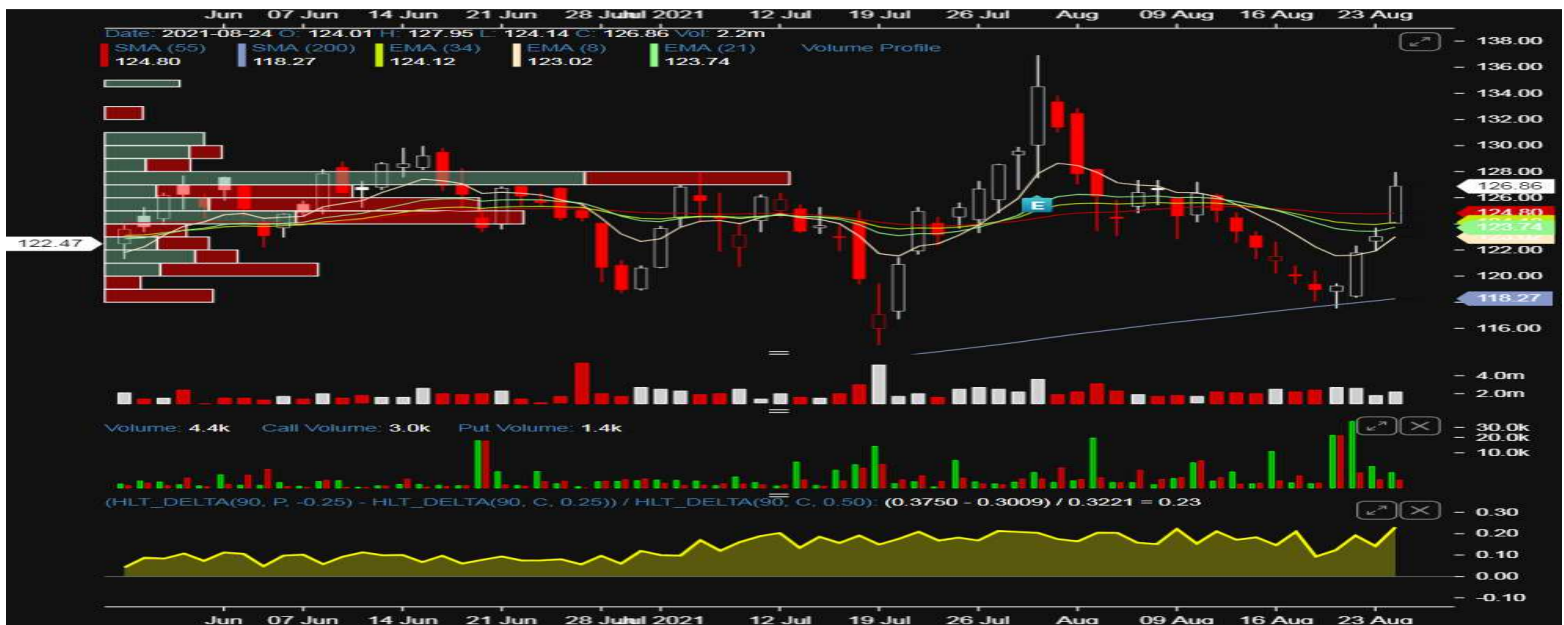 Jun 07 Jun 14 Jun 21 Jun 28 Jun 2021 12 Jul 19 Jul 26 Jul Aug 09 Aug 16 Aug 23 Aug
Date: 2021-08-24 O: 124.01 H: 127.95 L: 124.14 C: 126.86 Vol: 2.2m
SMA (55) SMA (200) EMA (34) EMA (8) EMA (21) Volume Profile
124.80 118.27 124.12 123.02 123.74
138.00
136.00
134.00
132.00
130.00
128.00
126.86
126.00
124.80
123.74
122.47
122.00
120.00
118.27
116.00
E
4.0m
2.0m
Volume: 4.4k Call Volume: 3.0k Put Volume: 1.4k
30.0k
20.0k
10.0k
(HLT_DELTA(90, P, -0.25) - HLT_DELTA(90, C, 0.25)) / HLT_DELTA(90, C, 0.50): (0.3750 - 0.3009) / 0.3221 = 0.23
0.30
0.20
0.10
0.00
-0.10
Jun 07 Jun 14 Jun 21 Jun 28 Jun 2021 12 Jul 19 Jul 26 Jul Aug 09 Aug 16 Aug 23 Aug